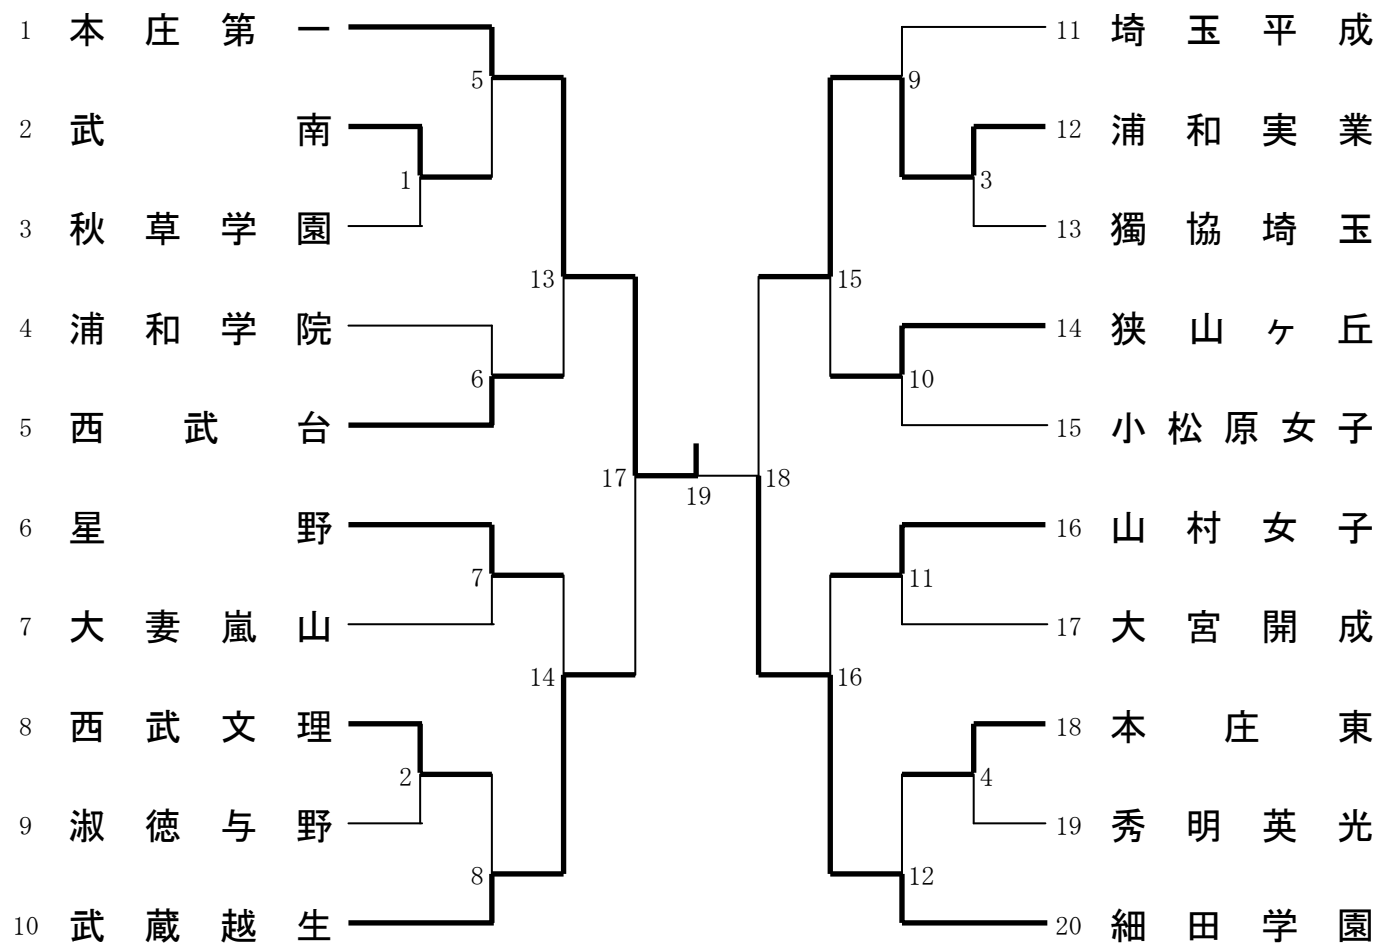 1 本庄第一
2 武南
3 秋草学園
4 浦和学院
5 西武台
6 星野
7 大妻嵐山
8 西武文理
9 淑徳与野
10 武蔵越生
5
1
13
6
17
7
14
2
8
19
9
3
15
10
18
11
16
4
12
11 埼玉平成
12 浦和実業
13 獨協埼玉
14 狭山ヶ丘
15 小松原女子
16 山村女子
17 大宮開成
18 本庄東
19 秀明英光
20 細田学園